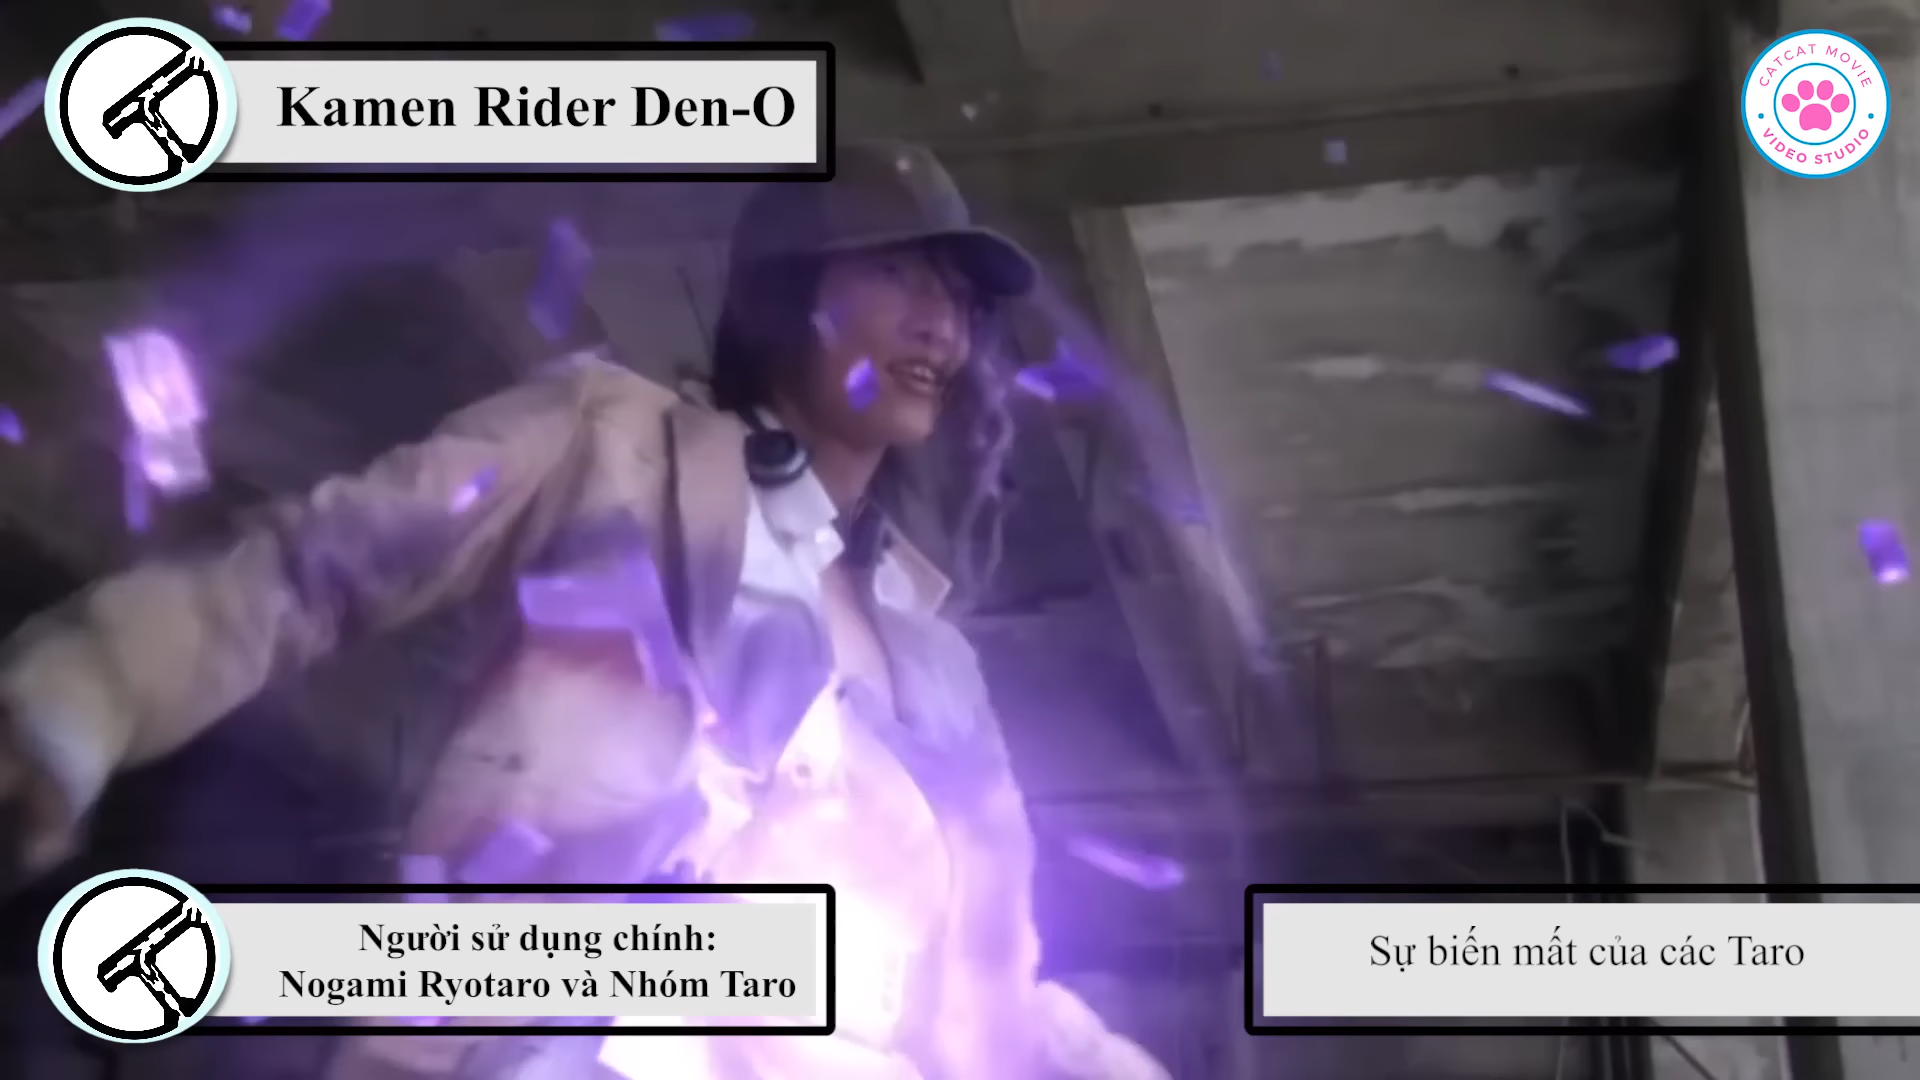 Kamen Rider Den-O
CATCAT MOVIE
VIDEO STUDIO
Người sử dụng chính:
Nogami Ryotaro và Nhóm Taro
Sự biến mất của các Taro